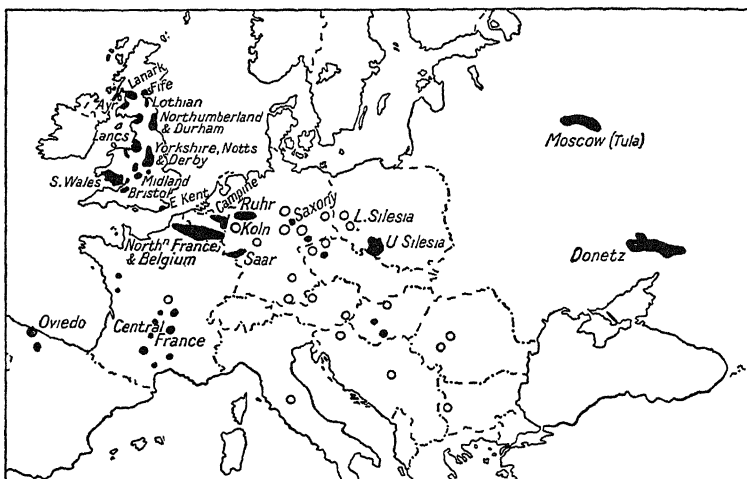 Lanark
Fife
Ayr
Lothian
Northumberland
& Durham
Lancs
Yorkshire, Notts
& Derby
S. Wales
Midland
Bristol
E Kent
Campine
Ruhr
Köln
Saxony
L. Silesia
U Silesia
North.n France
& Belgium
Saar
Moscow (Tula)
Donetz
Oviedo
Central
France